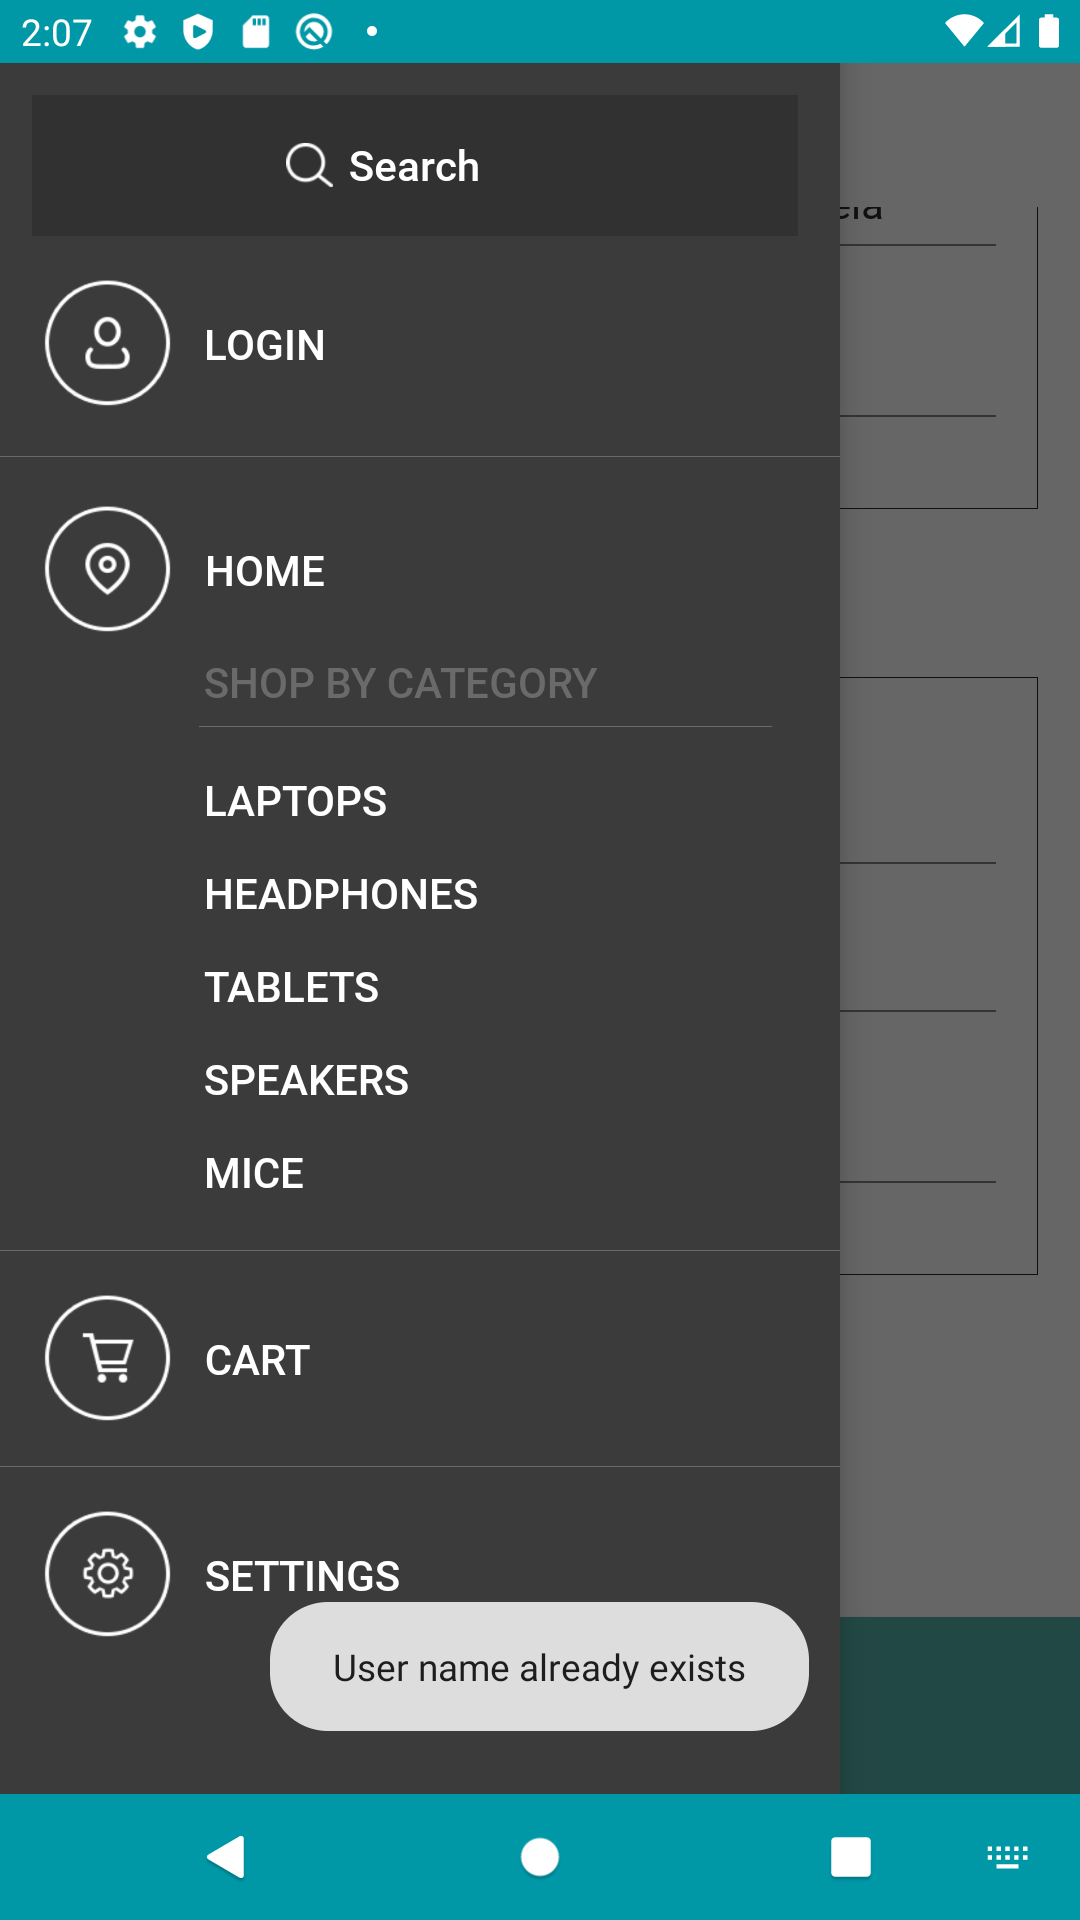 2:07
Search
LOGIN
HOME
SHOP BY CATEGORY
LAPTOPS
HEADPHONES
TABLETS
SPEAKERS
MICE
CART
SETTINGS
User name already exists